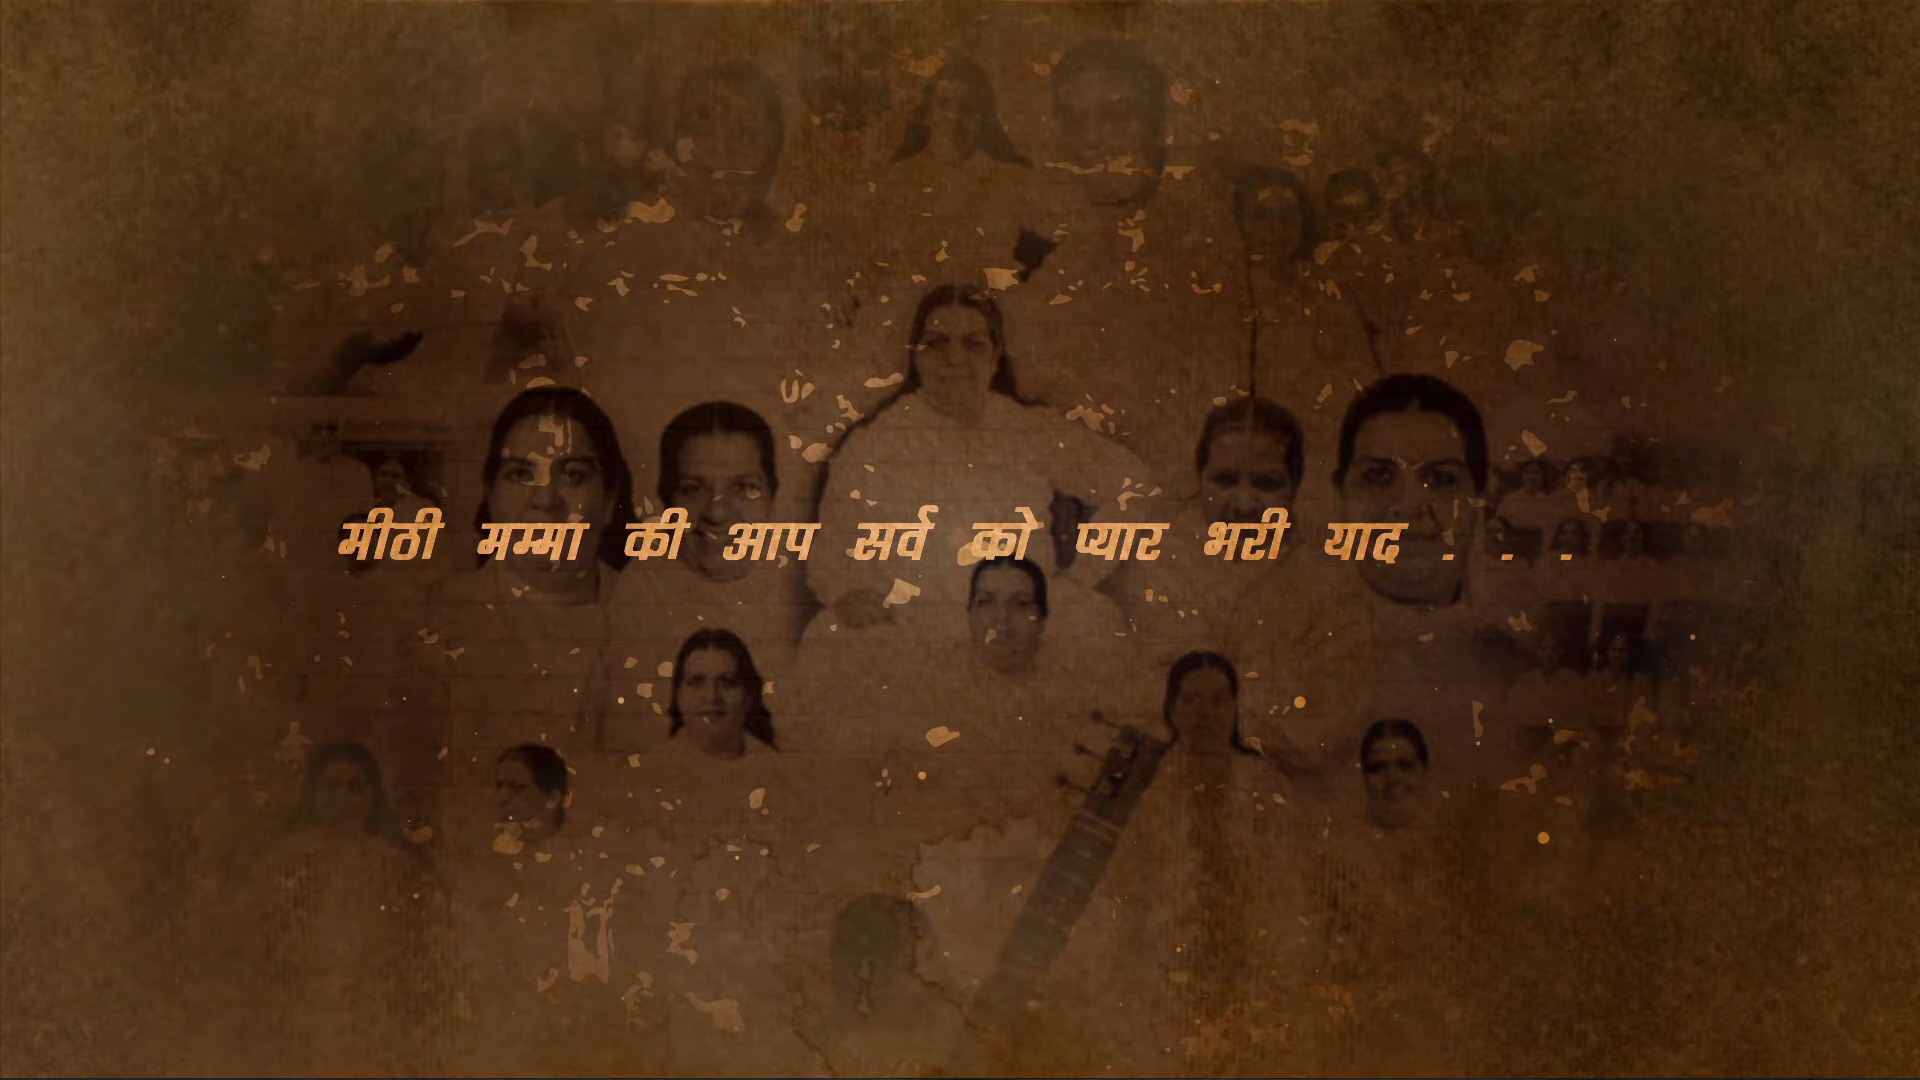 मीठी मम्मा की आप सर्व को प्यार भरी याद . . .